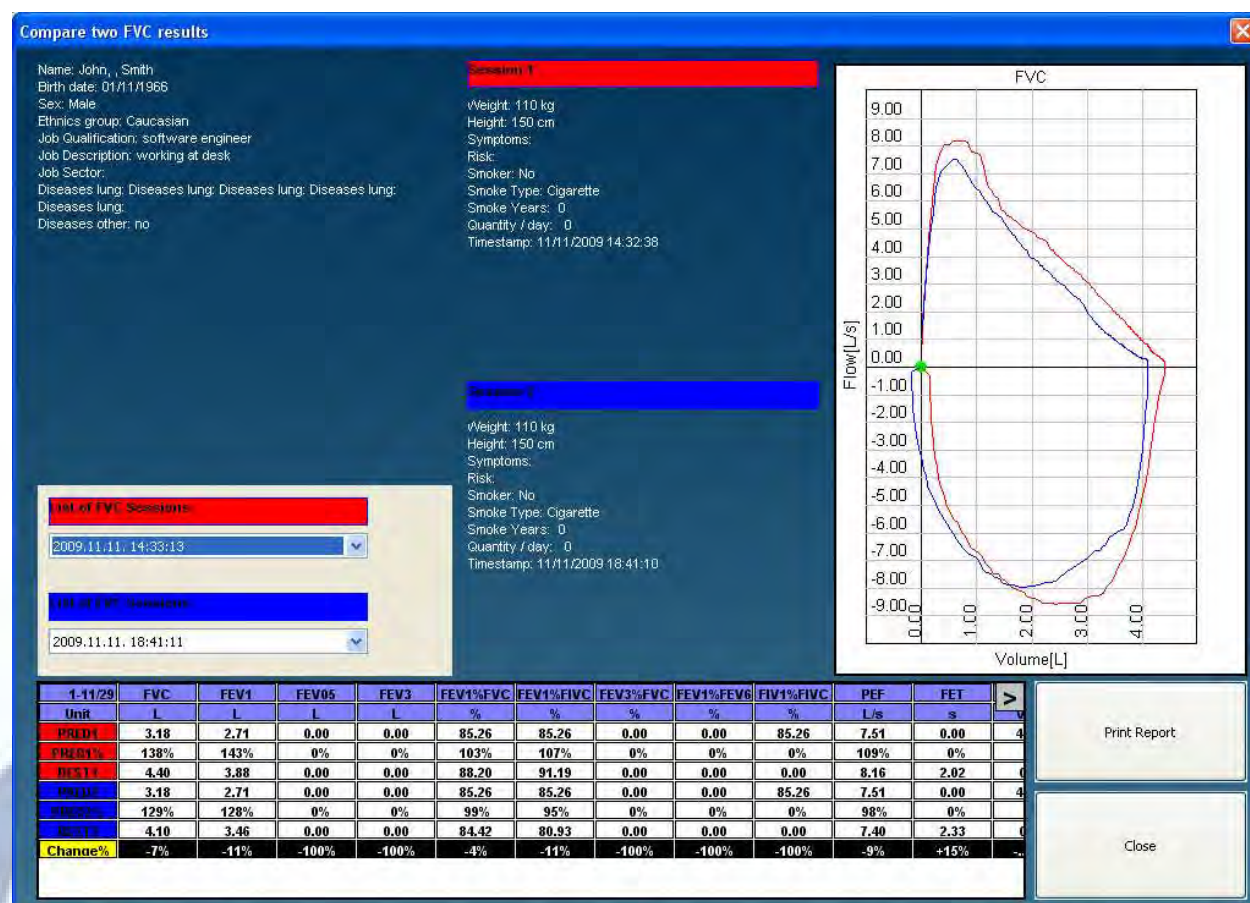 Compare two FVC results
Name: John, , Smith
Birth date: 01/11/1966
Sex: Male
Ethnics group: Caucasian
Job Qualification: software engineer
Job Description: working at desk
Job Sector:
Diseases lung: Diseases lung: Diseases lung: Diseases lung:
Diseases lung:
Diseases other: no
Session 1
Weight: 110 kg
Height: 150 cm
Symptoms:
Risk:
Smoker: No
Smoke Type: Cigarette
Smoke Years: 0
Quantity / day: 0
Timestamp: 11/11/2009 14:32:38
Session 2
Weight: 110 kg
Height: 150 cm
Symptoms:
Risk:
Smoker: No
Smoke Type: Cigarette
Smoke Years: 0
Quantity / day: 0
Timestamp: 11/11/2009 18:41:10
List of FVC Sessions
2009.11.11. 14:33:13
List of FVC Sessions
2009.11.11. 18:41:11
FVC
9.00
8.00
7.00
6.00
5.00
4.00
3.00
2.00
1.00
0.00
-1.00
-2.00
-3.00
-4.00
-5.00
-6.00
-7.00
-8.00
-9.00
Flow[L/s]
0.00 1.00 2.00 3.00 4.00
Volume[L]
1-11/29 FVC FEV1 FEV05 FEV3 FEV1%FVC FEV1%FIVC FEV3%FVC FEV1%FEV6 FIV1%FIVC PEF FET >
Unit L L L L % % % % % L/s s
PRED1 3.18 2.71 0.00 0.00 85.26 85.26 0.00 0.00 85.26 7.51 0.00 4
PRED1% 138% 143% 0% 0% 103% 107% 0% 0% 0% 109% 0%
BEST1 4.40 3.88 0.00 0.00 88.20 91.19 0.00 0.00 0.00 8.16 2.02
PRED2 3.18 2.71 0.00 0.00 85.26 85.26 0.00 0.00 85.26 7.51 0.00 4
PRED2% 129% 128% 0% 0% 99% 95% 0% 0% 0% 98% 0%
BEST2 4.10 3.46 0.00 0.00 84.42 80.93 0.00 0.00 0.00 7.40 2.33
Change% -7% -11% -100% -100% -4% -11% -100% -100% -100% -9% +15% -..
Print Report
Close